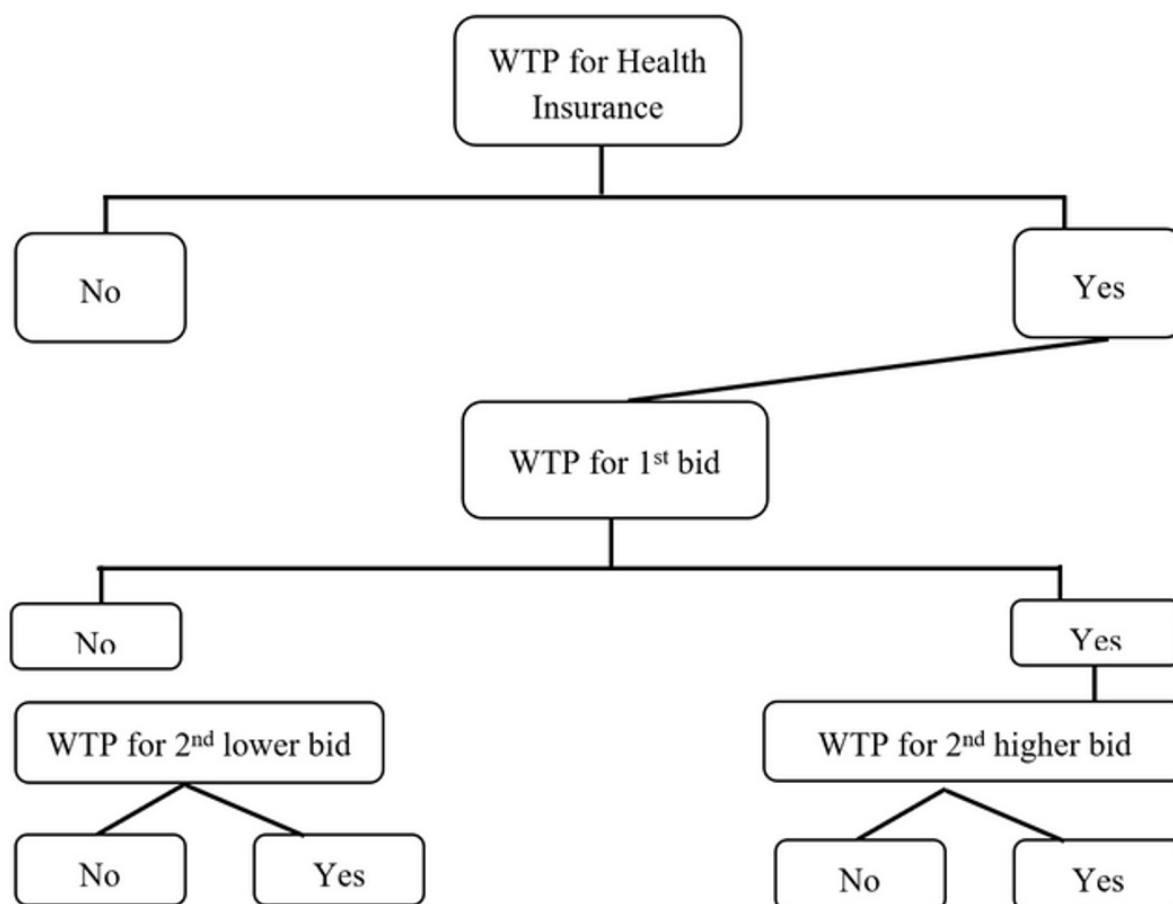 WTP for Health
Insurance
No
Yes
WTP for 1st bid
No
Yes
WTP for 2nd lower bid
WTP for 2nd higher bid
No
Yes
No
Yes